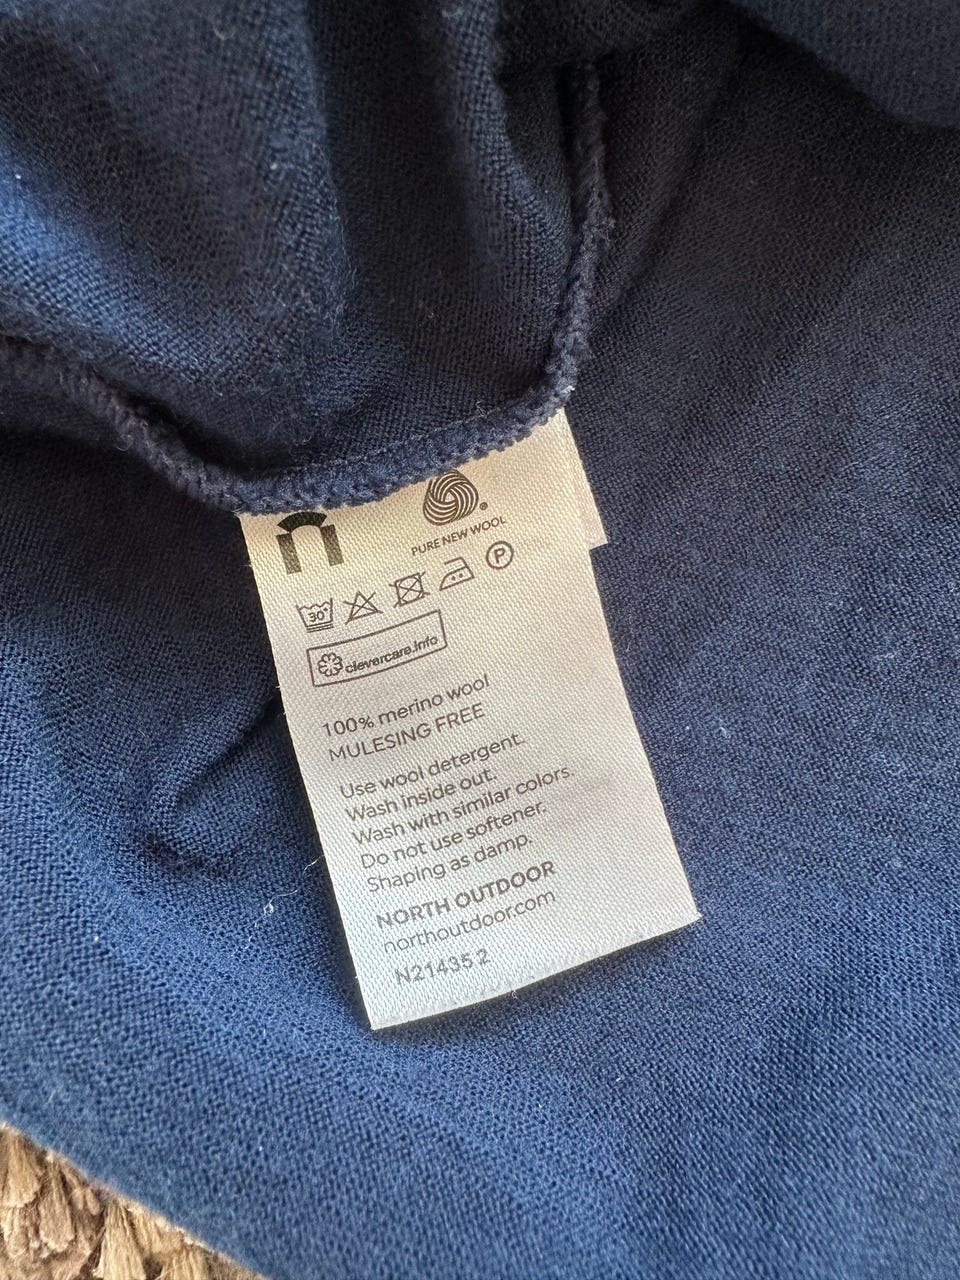 PURE NEW WOOL
30°
P
clevercare.info
100% merino wool
MULESING FREE
Use wool detergent.
Wash inside out.
Wash with similar colors.
Do not use softener.
Shaping as damp.
NORTH OUTDOOR
northoutdoor.com
N21435 2